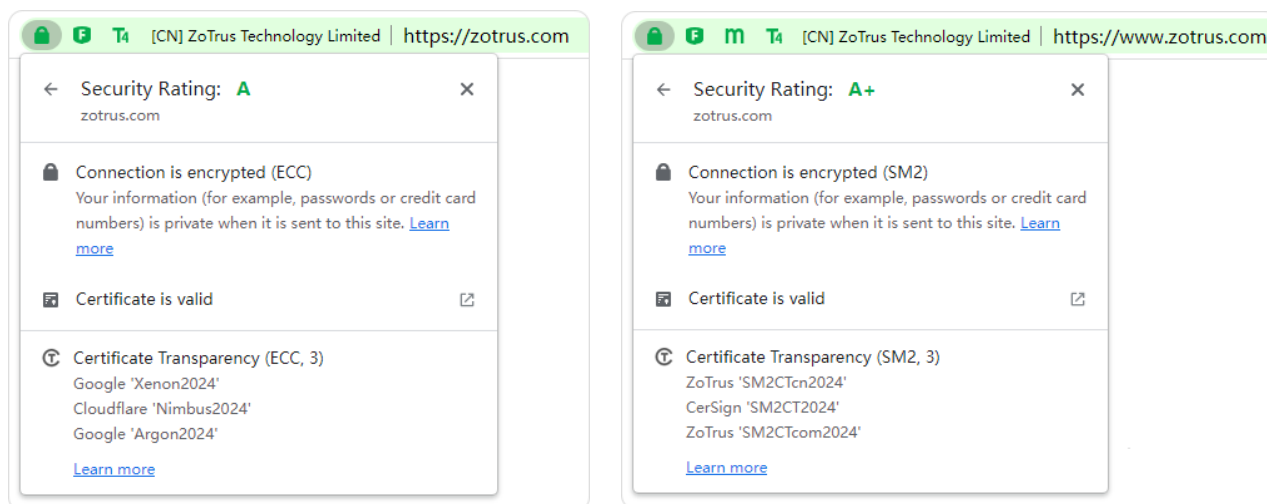 F T4 [CN] ZoTrus Technology Limited | https://zotrus.com
← Security Rating: A ×
zotrus.com
Connection is encrypted (ECC)
Your information (for example, passwords or credit card
numbers) is private when it is sent to this site. Learn
more
Certificate is valid
Certificate Transparency (ECC, 3)
Google 'Xenon2024'
Cloudflare 'Nimbus2024'
Google 'Argon2024'
Learn more
F m T4 [CN] ZoTrus Technology Limited | https://www.zotrus.com
← Security Rating: A+ ×
zotrus.com
Connection is encrypted (SM2)
Your information (for example, passwords or credit card
numbers) is private when it is sent to this site. Learn
more
Certificate is valid
Certificate Transparency (SM2, 3)
ZoTrus 'SM2CTcn2024'
CerSign 'SM2CT2024'
ZoTrus 'SM2CTcom2024'
Learn more